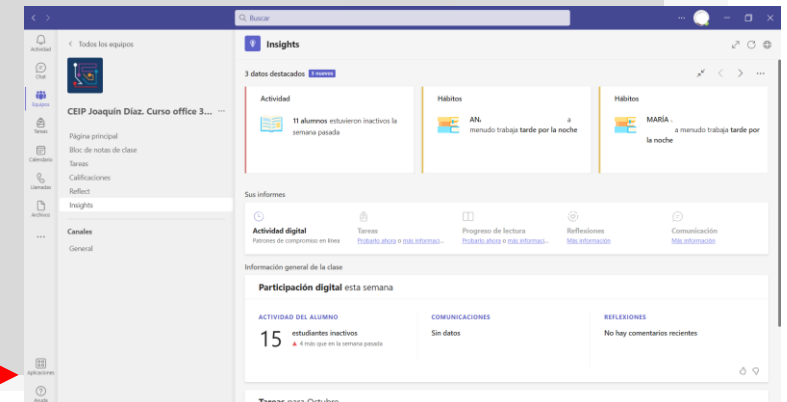 Buscar
Actividad
Chat
Equipos
Tareas
Calendario
Llamadas
Archivos
Aplicaciones
Ayuda
Todos los equipos
CEIP Joaquín Díaz. Curso office 3...
Página principal
Bloc de notas de clase
Tareas
Calificaciones
Reflect
Insights
Canales
General
Insights
3 datos destacados 3 nuevos
Actividad
11 alumnos estuvieron inactivos la
semana pasada
Hábitos
AN. a
menudo trabaja tarde por la noche
Hábitos
MARÍA
a menudo trabaja tarde por
la noche
Sus informes
Actividad digital
Patrones de compromiso en línea
Tareas
Probarlo ahora o más informaci...
Progreso de lectura
Probarlo ahora o más informaci...
Reflexiones
Más información
Comunicación
Más información
Información general de la clase
Participación digital esta semana
ACTIVIDAD DEL ALUMNO
15 estudiantes inactivos
4 más que en la semana pasada
COMUNICACIONES
Sin datos
REFLEXIONES
No hay comentarios recientes
Tareas para Octubre